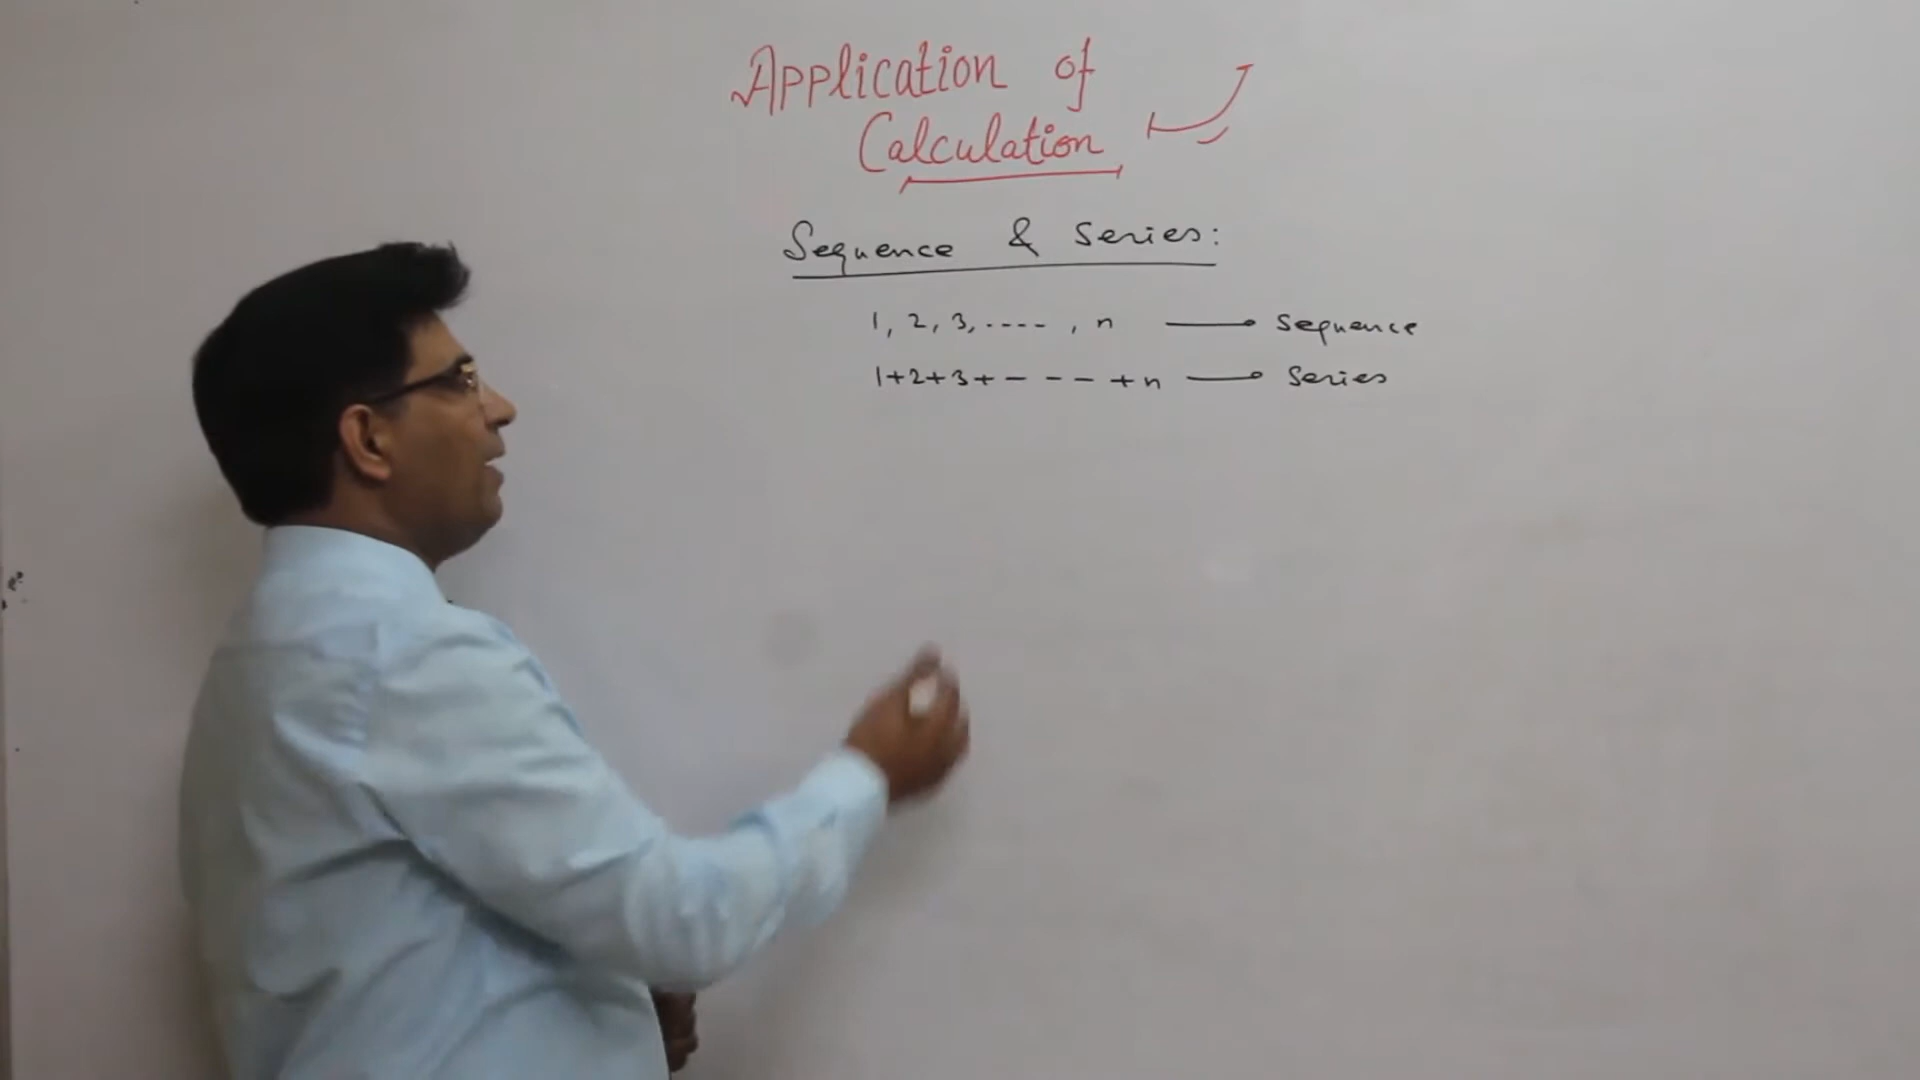 Application of
Calculation
Sequence & Series:
1, 2, 3, ---- , n → Sequence
1+2+3+ - - - +n → Series